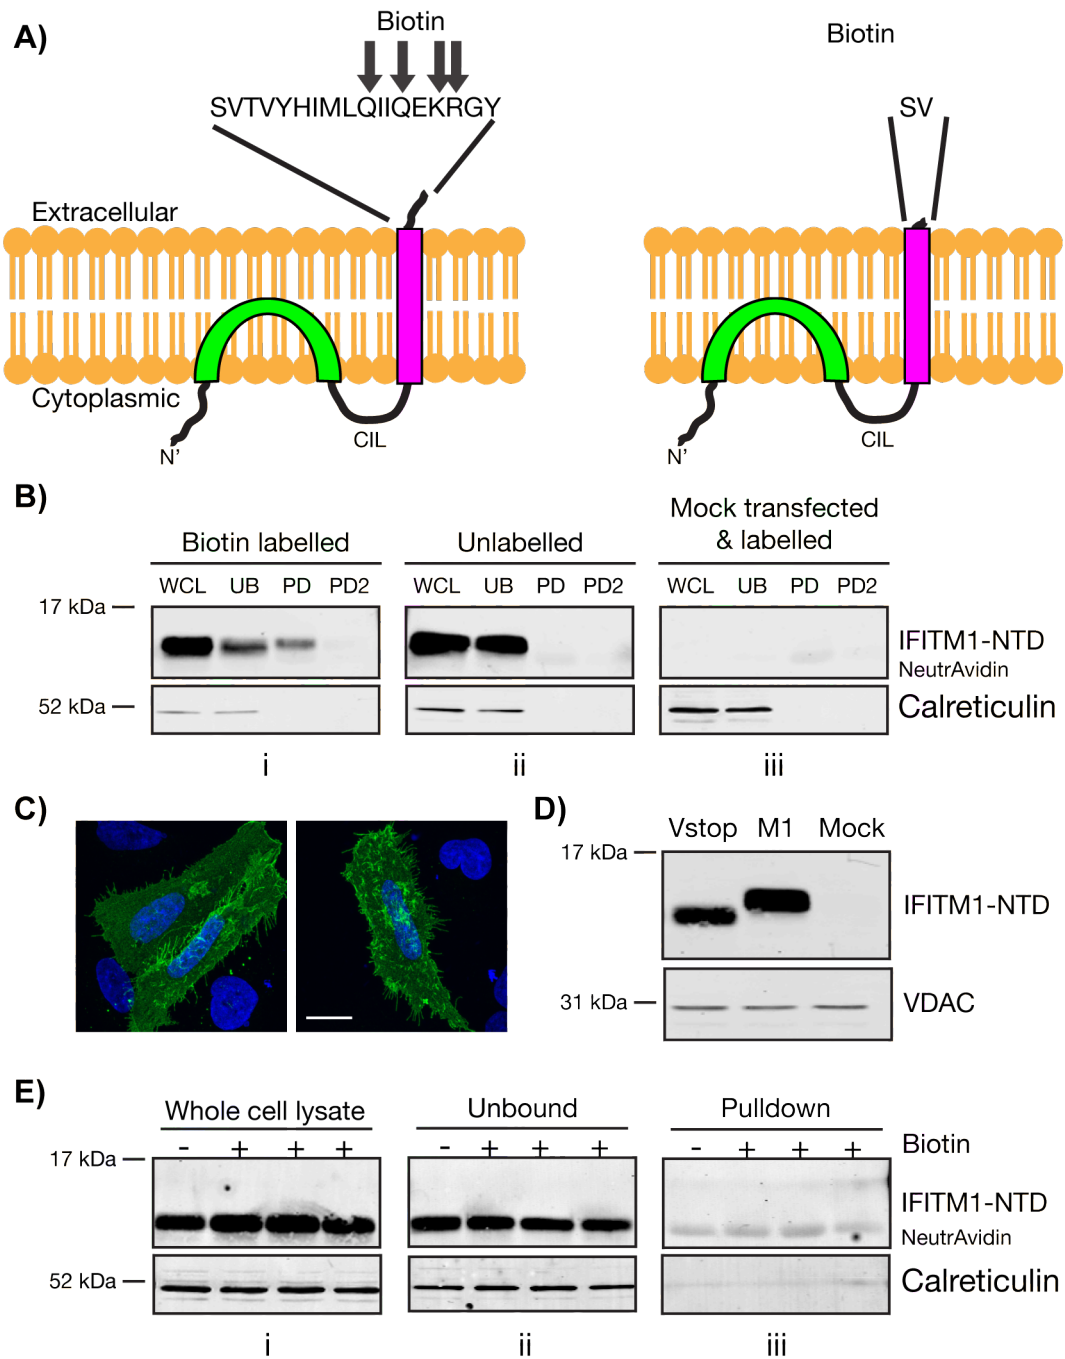 A)
Biotin
SVTVYHIMLQIIQEKRGY
Extracellular
Cytoplasmic
N'
CIL
Biotin
SV
N'
CIL
B)
Biotin labelled
Unlabelled
Mock transfected
& labelled
WCL UB PD PD2 WCL UB PD PD2 WCL UB PD PD2
17 kDa
IFITM1-NTD
NeutrAvidin
52 kDa
Calreticulin
i ii iii
C)
D)
Vstop M1 Mock
17 kDa
IFITM1-NTD
31 kDa
VDAC
E)
Whole cell lysate Unbound Pulldown
- + + + - + + + - + + + Biotin
17 kDa
IFITM1-NTD
NeutrAvidin
52 kDa
Calreticulin
i ii iii